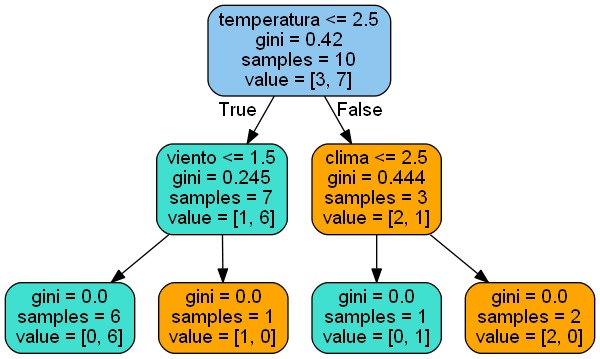 temperatura <= 2.5
gini = 0.42
samples = 10
value = [3, 7]
True
False
viento <= 1.5
gini = 0.245
samples = 7
value = [1, 6]
clima <= 2.5
gini = 0.444
samples = 3
value = [2, 1]
gini = 0.0
samples = 6
value = [0, 6]
gini = 0.0
samples = 1
value = [1, 0]
gini = 0.0
samples = 1
value = [0, 1]
gini = 0.0
samples = 2
value = [2, 0]